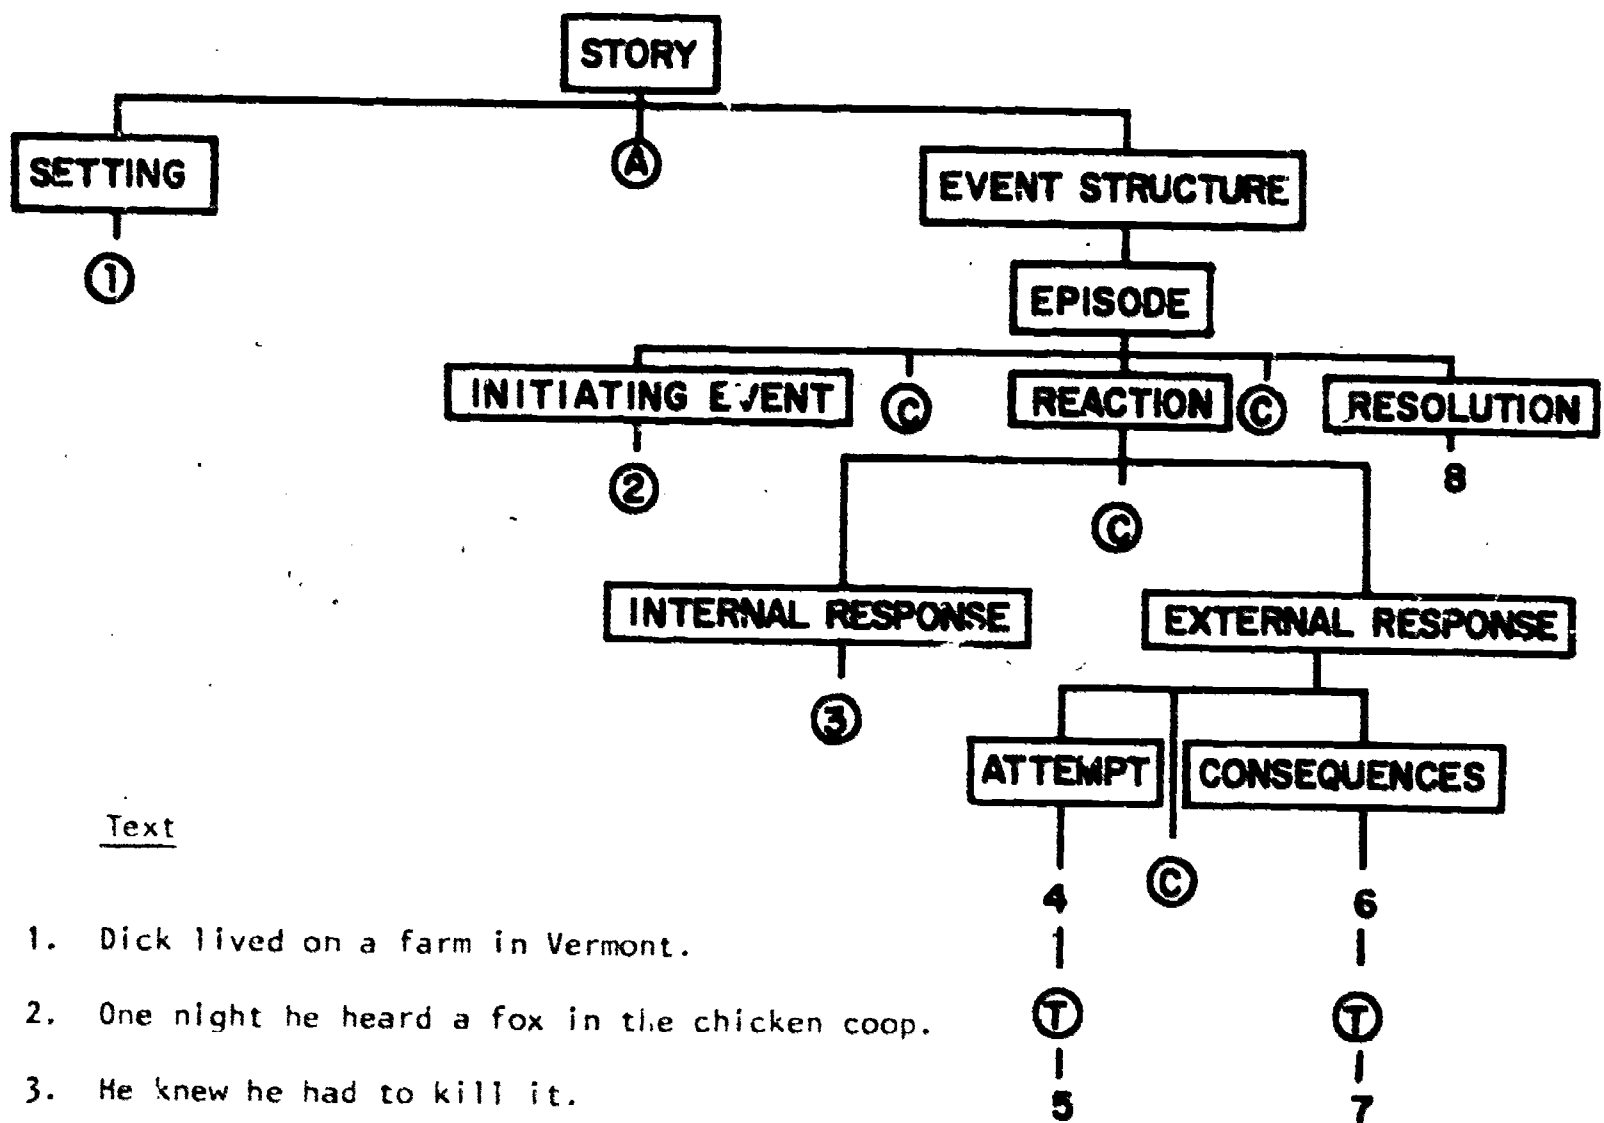 STORY
SETTING
A
EVENT STRUCTURE
1
EPISODE
INITIATING EVENT
C
REACTION
C
RESOLUTION
2
8
C
INTERNAL RESPONSE
EXTERNAL RESPONSE
3
ATTEMPT
CONSEQUENCES
Text
C
4
6
1. Dick lived on a farm in Vermont.
2. One night he heard a fox in the chicken coop.
T
T
3. He knew he had to kill it.
5
7